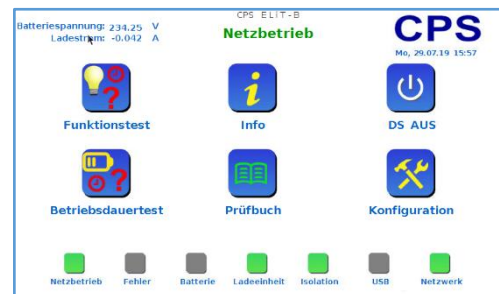 CPS ELIT-B
Batteriespannung: 234.25 V
Ladestrom: -0.042 A
Netzbetrieb
CPS
Mo, 29.07.19 15:57
Funktionstest
Info
DS AUS
Betriebsdauertest
Prüfbuch
Konfiguration
Netzbetrieb
Fehler
Batterie
Ladeeinheit
Isolation
USB
Netzwerk